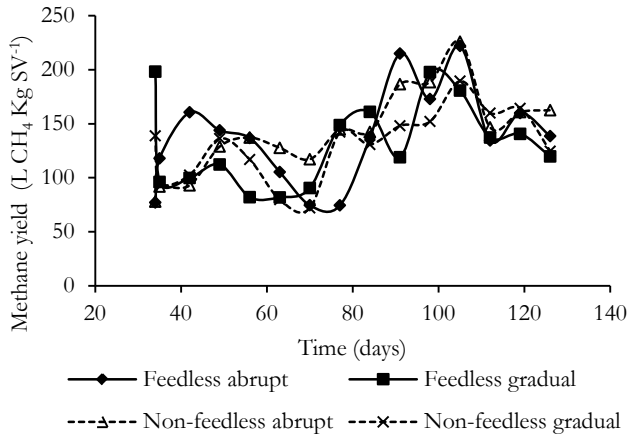 Methane yield (L CH4 Kg SV-1)
250
200
150
100
50
0
20 40 60 80 100 120 140
Time (days)
Feedless abrupt Feedless gradual
Non-feedless abrupt Non-feedless gradual